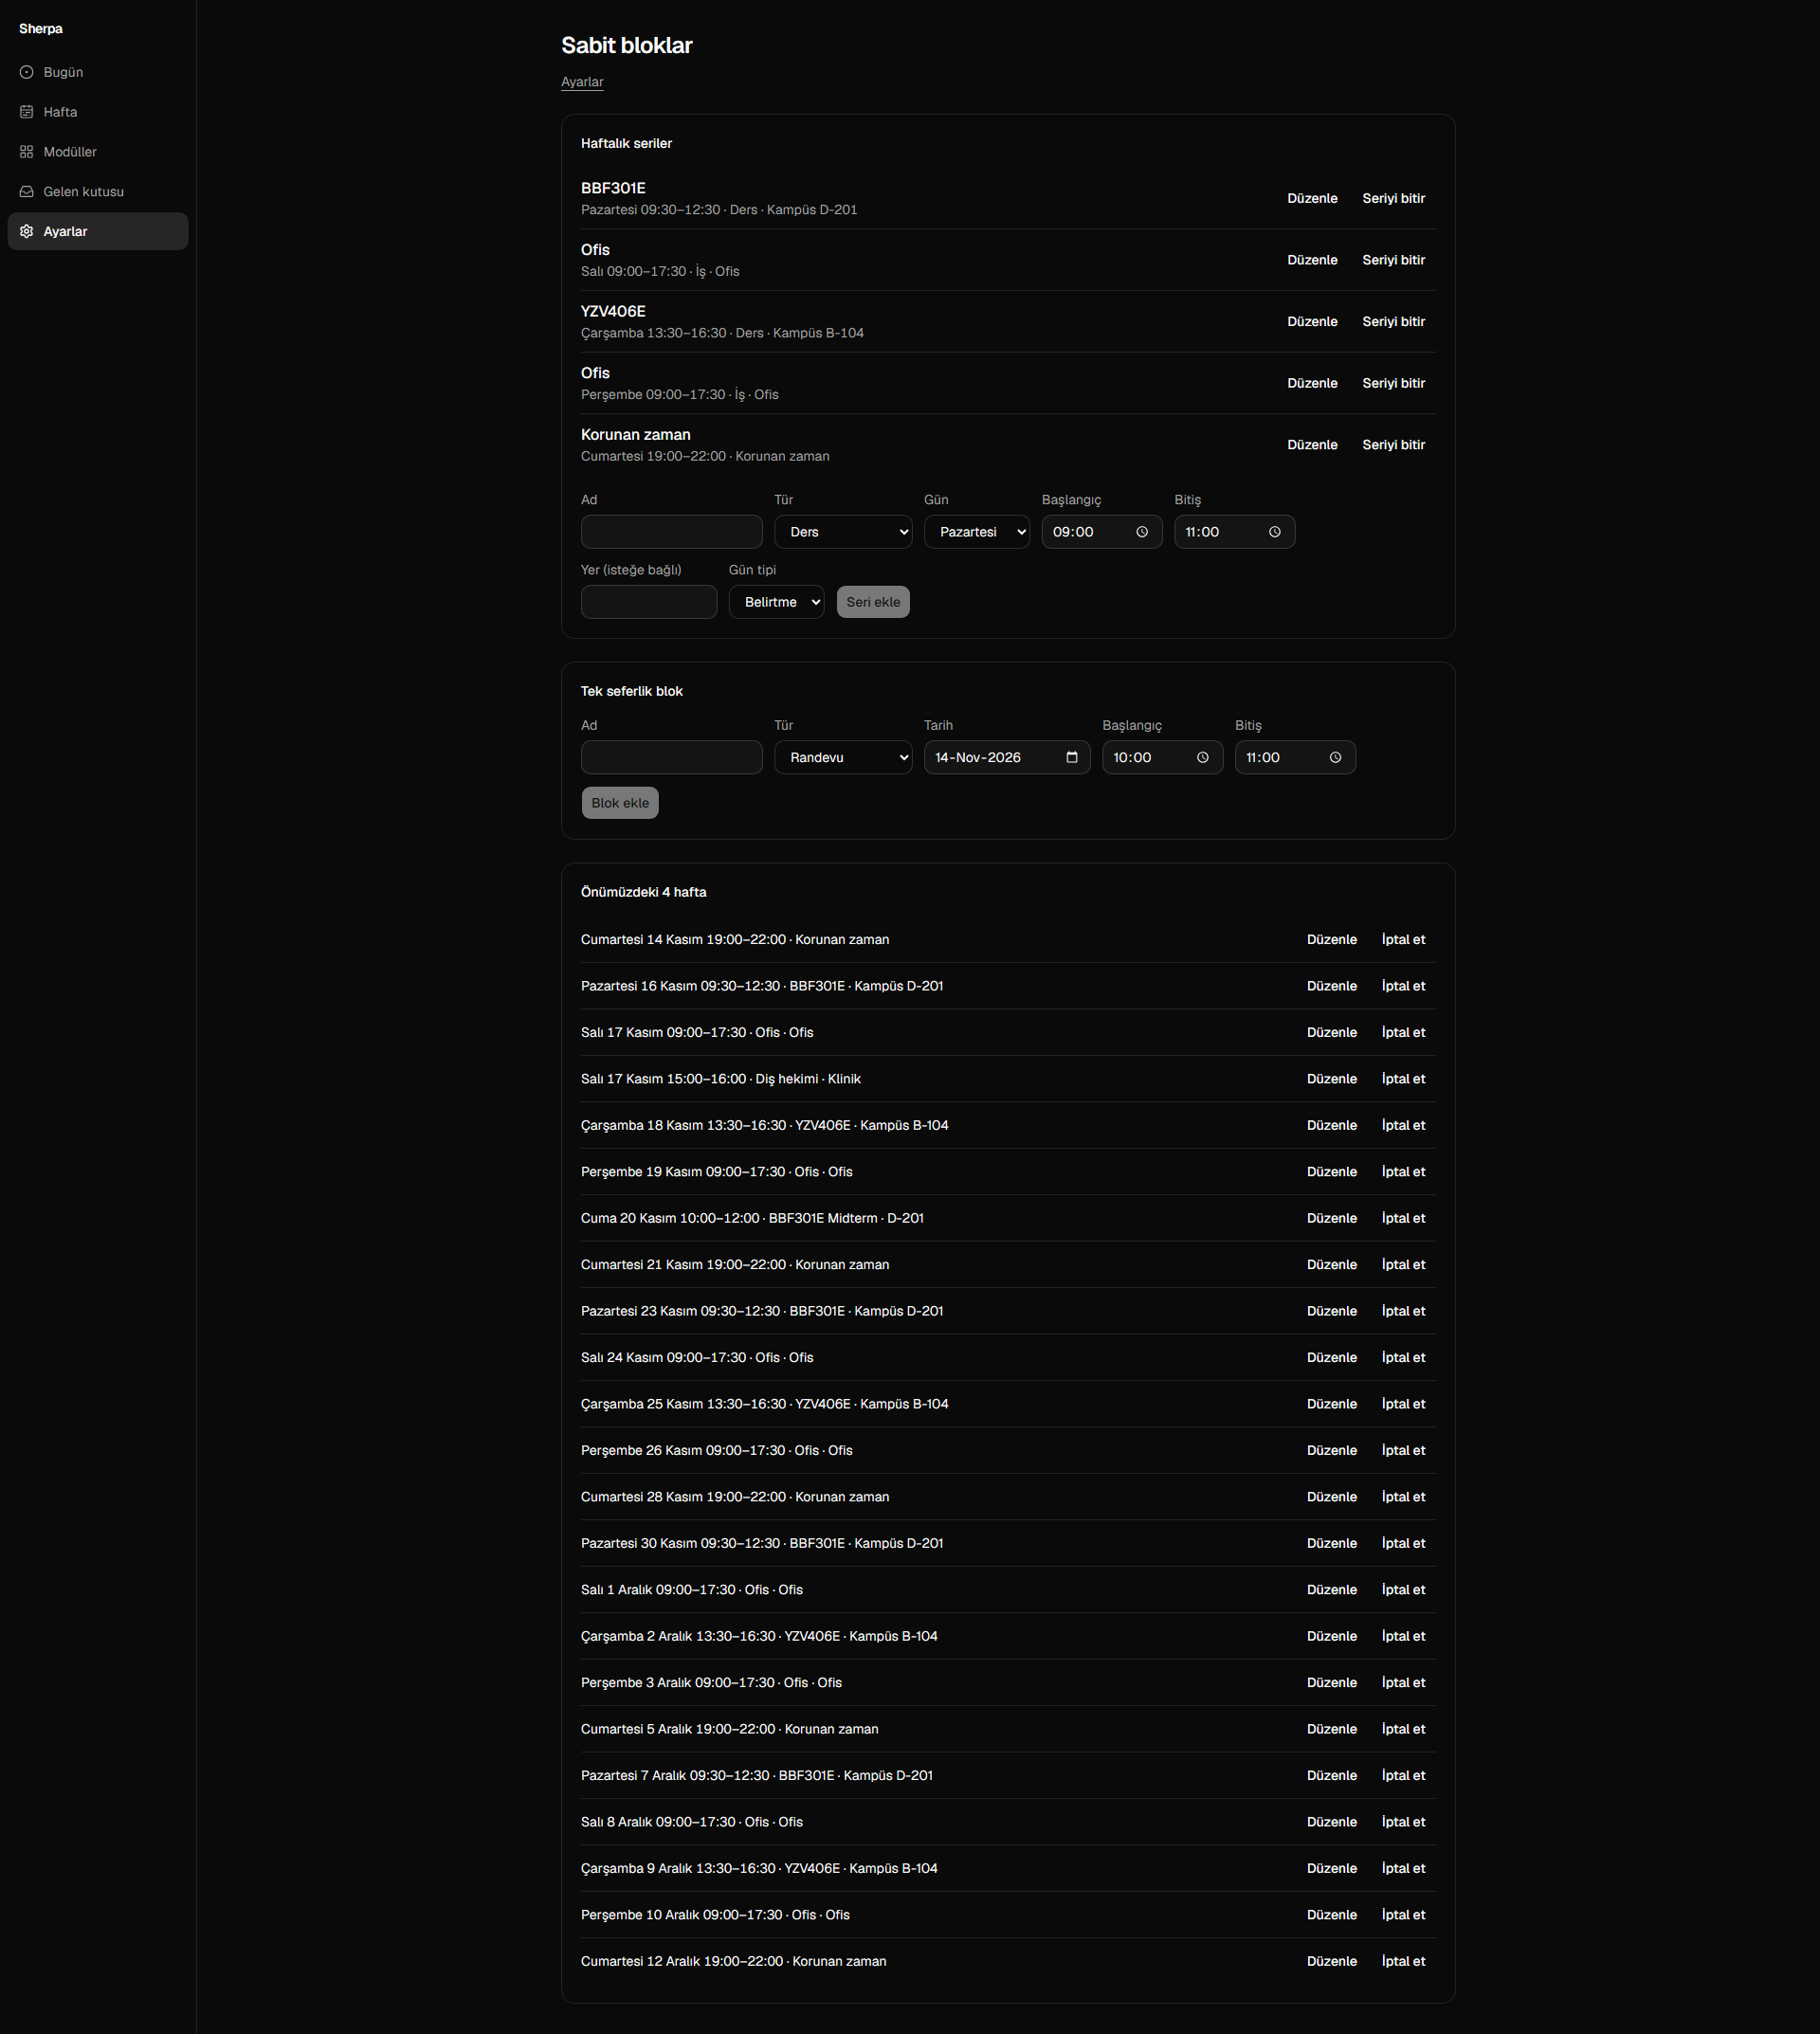 Sherpa
Bugün
Hafta
Modüller
Gelen kutusu
Ayarlar
Sabit bloklar
Ayarlar
Haftalık seriler
BBF301E
Pazartesi 09:30–12:30 · Ders · Kampüs D-201
Düzenle Seriyi bitir
Ofis
Salı 09:00–17:30 · İş · Ofis
Düzenle Seriyi bitir
YZV406E
Çarşamba 13:30–16:30 · Ders · Kampüs B-104
Düzenle Seriyi bitir
Ofis
Perşembe 09:00–17:30 · İş · Ofis
Düzenle Seriyi bitir
Korunan zaman
Cumartesi 19:00–22:00 · Korunan zaman
Düzenle Seriyi bitir
Ad Tür Gün Başlangıç Bitiş
Ders Pazartesi 09:00 11:00
Yer (isteğe bağlı) Gün tipi
Belirtme Seri ekle
Tek seferlik blok
Ad Tür Tarih Başlangıç Bitiş
Randevu 14-Nov-2026 10:00 11:00
Blok ekle
Önümüzdeki 4 hafta
Cumartesi 14 Kasım 19:00–22:00 · Korunan zaman Düzenle İptal et
Pazartesi 16 Kasım 09:30–12:30 · BBF301E · Kampüs D-201 Düzenle İptal et
Salı 17 Kasım 09:00–17:30 · Ofis · Ofis Düzenle İptal et
Salı 17 Kasım 15:00–16:00 · Diş hekimi · Klinik Düzenle İptal et
Çarşamba 18 Kasım 13:30–16:30 · YZV406E · Kampüs B-104 Düzenle İptal et
Perşembe 19 Kasım 09:00–17:30 · Ofis · Ofis Düzenle İptal et
Cuma 20 Kasım 10:00–12:00 · BBF301E Midterm · D-201 Düzenle İptal et
Cumartesi 21 Kasım 19:00–22:00 · Korunan zaman Düzenle İptal et
Pazartesi 23 Kasım 09:30–12:30 · BBF301E · Kampüs D-201 Düzenle İptal et
Salı 24 Kasım 09:00–17:30 · Ofis · Ofis Düzenle İptal et
Çarşamba 25 Kasım 13:30–16:30 · YZV406E · Kampüs B-104 Düzenle İptal et
Perşembe 26 Kasım 09:00–17:30 · Ofis · Ofis Düzenle İptal et
Cumartesi 28 Kasım 19:00–22:00 · Korunan zaman Düzenle İptal et
Pazartesi 30 Kasım 09:30–12:30 · BBF301E · Kampüs D-201 Düzenle İptal et
Salı 1 Aralık 09:00–17:30 · Ofis · Ofis Düzenle İptal et
Çarşamba 2 Aralık 13:30–16:30 · YZV406E · Kampüs B-104 Düzenle İptal et
Perşembe 3 Aralık 09:00–17:30 · Ofis · Ofis Düzenle İptal et
Cumartesi 5 Aralık 19:00–22:00 · Korunan zaman Düzenle İptal et
Pazartesi 7 Aralık 09:30–12:30 · BBF301E · Kampüs D-201 Düzenle İptal et
Salı 8 Aralık 09:00–17:30 · Ofis · Ofis Düzenle İptal et
Çarşamba 9 Aralık 13:30–16:30 · YZV406E · Kampüs B-104 Düzenle İptal et
Perşembe 10 Aralık 09:00–17:30 · Ofis · Ofis Düzenle İptal et
Cumartesi 12 Aralık 19:00–22:00 · Korunan zaman Düzenle İptal et